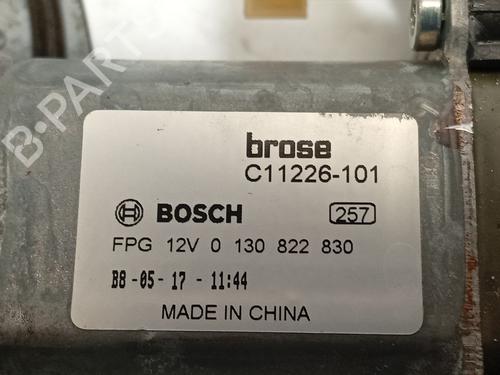 B-PARTS
brose
C11226-101
BOSCH 257
FPG 12V 0 130 822 830
B8-05-17-11:44
MADE IN CHINA